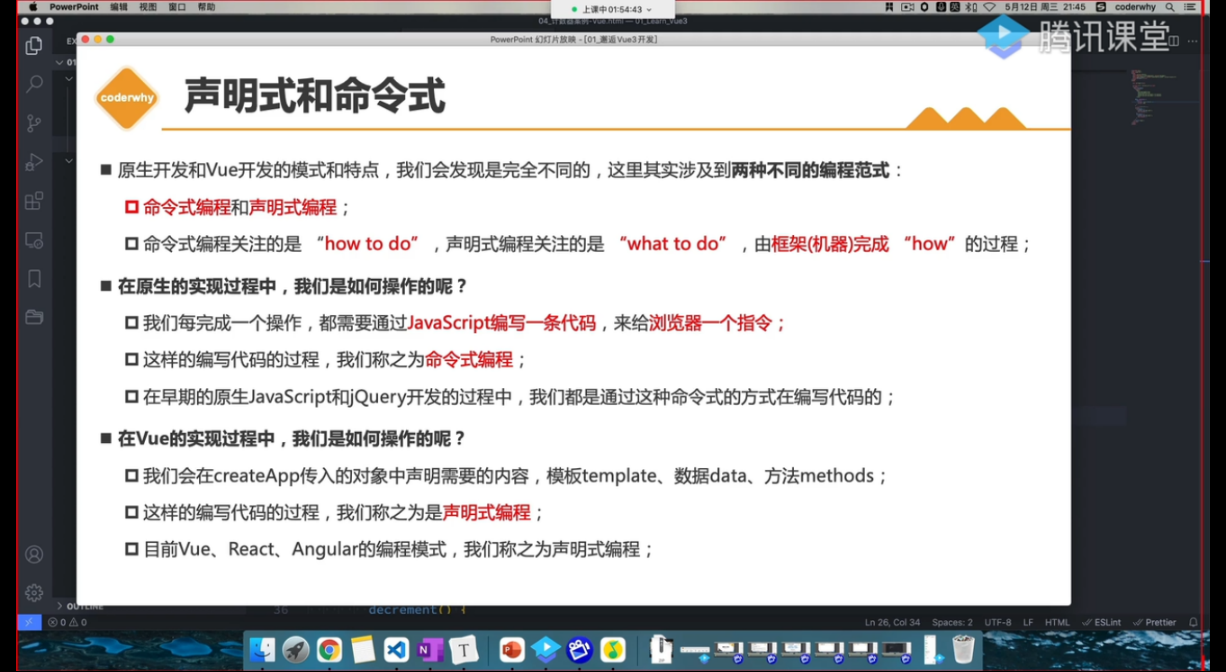 PowerPoint 编辑 视图 窗口 帮助
上课中01:54:43
5月12日 周三 21:45 coderwhy
04_计数器案例-Vue.html — 01_Learn_Vue3
PowerPoint 幻灯片放映 - [01_邂逅Vue3开发]
腾讯课堂
coderwhy
声明式和命令式
■ 原生开发和Vue开发的模式和特点，我们会发现是完全不同的，这里其实涉及到两种不同的编程范式：
命令式编程和声明式编程；
命令式编程关注的是 “how to do” ，声明式编程关注的是 “what to do” ，由框架(机器)完成 “how” 的过程；
■ 在原生的实现过程中，我们是如何操作的呢？
我们每完成一个操作，都需要通过JavaScript编写一条代码，来给浏览器一个指令；
这样的编写代码的过程，我们称之为命令式编程；
在早期的原生JavaScript和jQuery开发的过程中，我们都是通过这种命令式的方式在编写代码的；
■ 在Vue的实现过程中，我们是如何操作的呢？
我们会在createApp传入的对象中声明需要的内容，模板template、数据data、方法methods；
这样的编写代码的过程，我们称之为是声明式编程；
目前Vue、React、Angular的编程模式，我们称之为声明式编程；
OUTLINE
36 decrement() {
0 0
Ln 26, Col 34 Spaces: 2 UTF-8 LF HTML ESLint Prettier